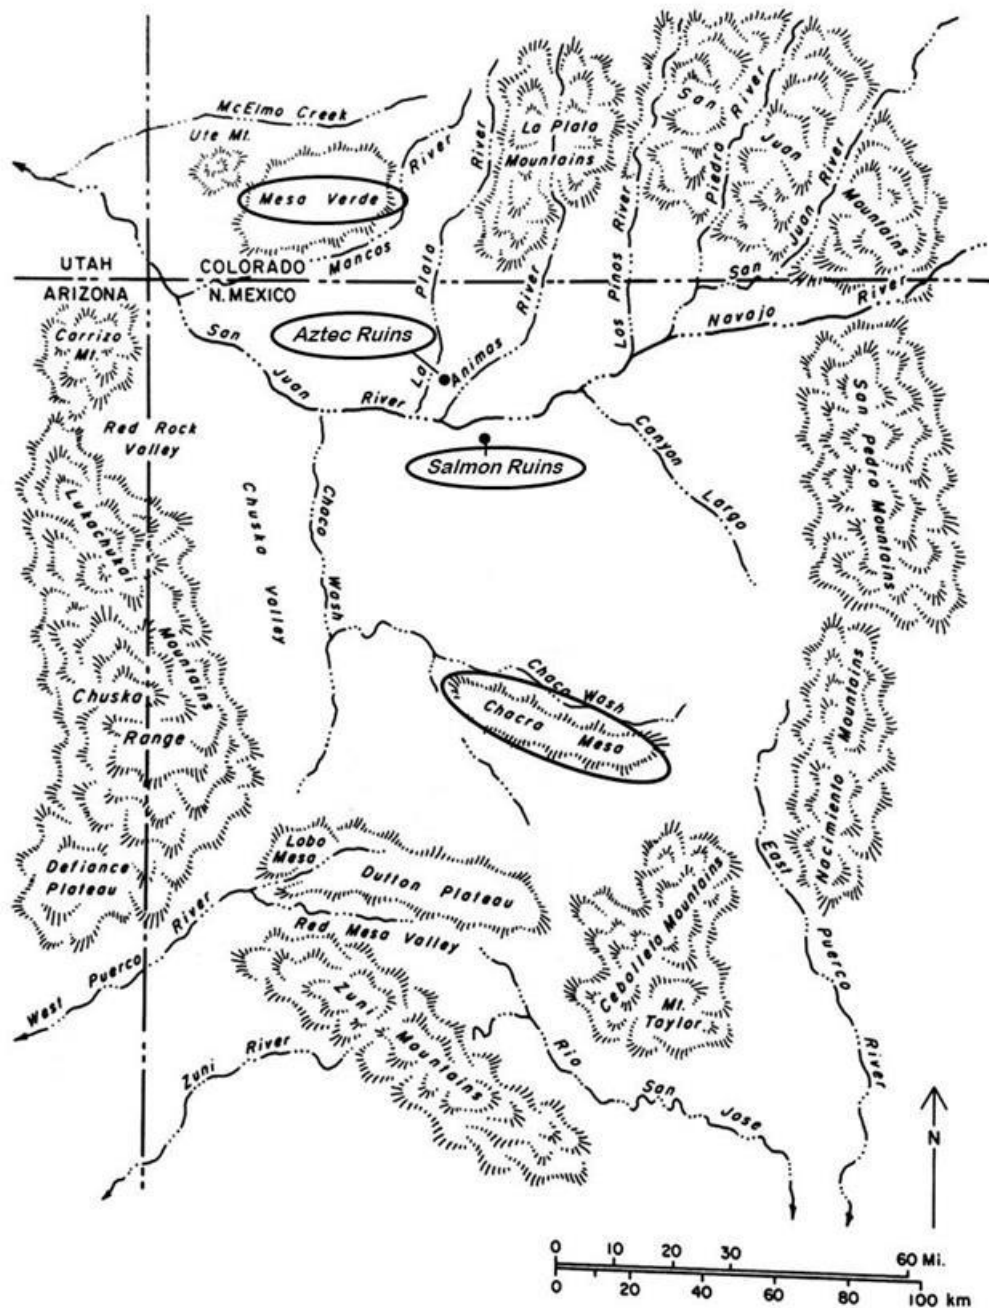 McElmo Creek
Ute Mt.
Mesa Verde
Mancos
River
La Plata
River
La Plata
Mountains
Animas
River
Los Pinos River
Piedra
River
San
Juan
Mountains
San Juan
River
Navajo
River
UTAH
COLORADO
ARIZONA
N. MEXICO
Carrizo
Mt.
San
Juan
River
Aztec Ruins
Salmon Ruins
Canyon
Largo
San Pedro Mountains
Red Rock
Valley
Lukachukai
Mountains
Chuska Valley
Chaco
Wash
Chaco Wash
Chacra Mesa
Chuska
Range
Nacimiento Mountains
Defiance
Plateau
Lobo
Mesa
Dutton Plateau
Red Mesa Valley
West Puerco River
Zuni
Mountains
Zuni River
Cebolleta Mountains
Mt.
Taylor
East
Puerco
River
Rio
San
Jose
N
0 10 20 30 60 Mi.
0 20 40 60 80 100 km